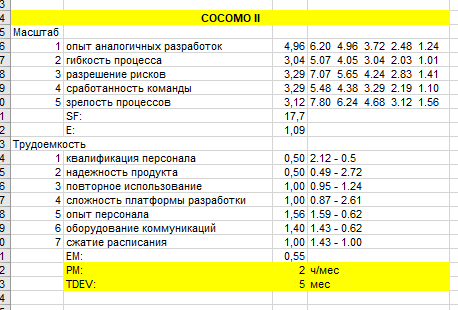 3
4 COCOMO II
5 Масштаб
6 1 опыт аналогичных разработок 4,96 6.20 4.96 3.72 2.48 1.24
7 2 гибкость процесса 3,04 5.07 4.05 3.04 2.03 1.01
8 3 разрешение рисков 3,29 7.07 5.65 4.24 2.83 1.41
9 4 сработанность команды 3,29 5.48 4.38 3.29 2.19 1.10
0 5 зрелость процессов 3,12 7.80 6.24 4.68 3.12 1.56
1 SF: 17,7
2 E: 1,09
3 Трудоемкость
4 1 квалификация персонала 0,50 2.12 - 0.5
5 2 надежность продукта 0,50 0.49 - 2.72
6 3 повторное использование 1,00 0.95 - 1.24
7 4 сложность платформы разработки 1,00 0.87 - 2.61
8 5 опыт персонала 1,56 1.59 - 0.62
9 6 оборудование коммуникаций 1,40 1.43 - 0.62
0 7 сжатие расписания 1,00 1.43 - 1.00
1 EM: 0,55
2 PM: 2 ч/мес
3 TDEV: 5 мес
4